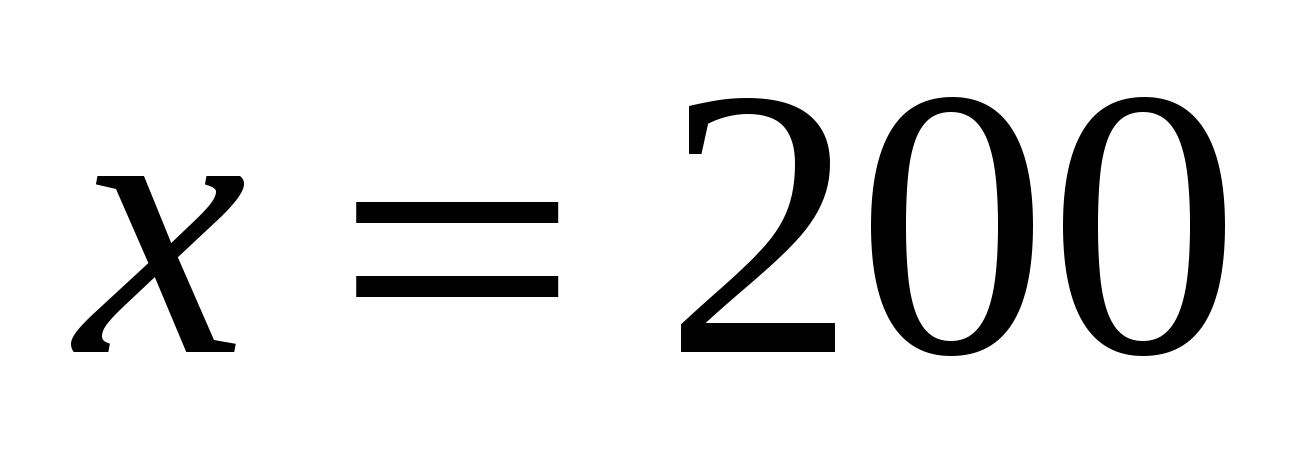 x = 200